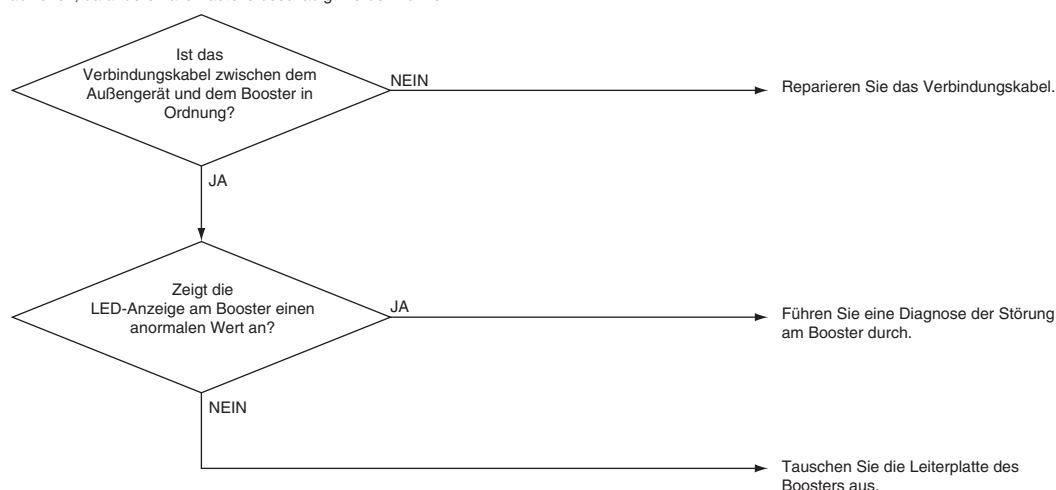 Ist das
Verbindungskabel zwischen dem
Außengerät und dem Booster in
Ordnung?
NEIN
Reparieren Sie das Verbindungskabel.
JA
Zeigt die
LED-Anzeige am Booster einen
anormalen Wert an?
JA
Führen Sie eine Diagnose der Störung
am Booster durch.
NEIN
Tauschen Sie die Leiterplatte des
Boosters aus.